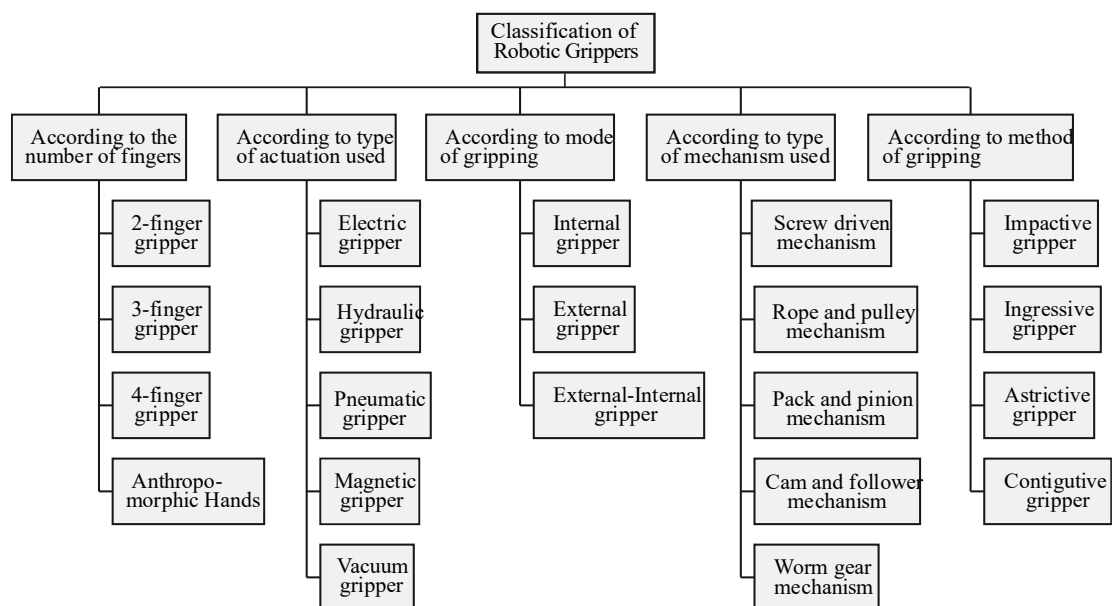 Classification of
Robotic Grippers
According to the
number of fingers
According to type
of actuation used
According to mode
of gripping
According to type
of mechanism used
According to method
of gripping
2-finger
gripper
3-finger
gripper
4-finger
gripper
Anthropo-
morphic Hands
Electric
gripper
Hydraulic
gripper
Pneumatic
gripper
Magnetic
gripper
Vacuum
gripper
Internal
gripper
External
gripper
External-Internal
gripper
Screw driven
mechanism
Rope and pulley
mechanism
Pack and pinion
mechanism
Cam and follower
mechanism
Worm gear
mechanism
Impactive
gripper
Ingressive
gripper
Astrictive
gripper
Contigutive
gripper